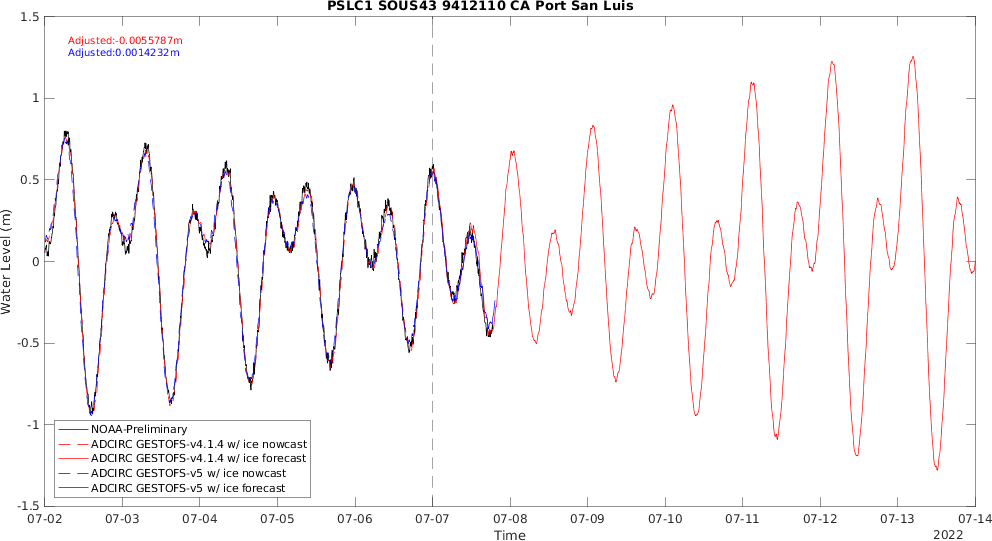 PSLC1 SOUS43 9412110 CA Port San Luis
Adjusted:-0.0055787m
Adjusted:0.0014232m
1.5
1
0.5
0
-0.5
-1
-1.5
Water Level (m)
NOAA-Preliminary
ADCIRC GESTOFS-v4.1.4 w/ ice nowcast
ADCIRC GESTOFS-v4.1.4 w/ ice forecast
ADCIRC GESTOFS-v5 w/ ice nowcast
ADCIRC GESTOFS-v5 w/ ice forecast
07-02 07-03 07-04 07-05 07-06 07-07 07-08 07-09 07-10 07-11 07-12 07-13 07-14
Time
2022